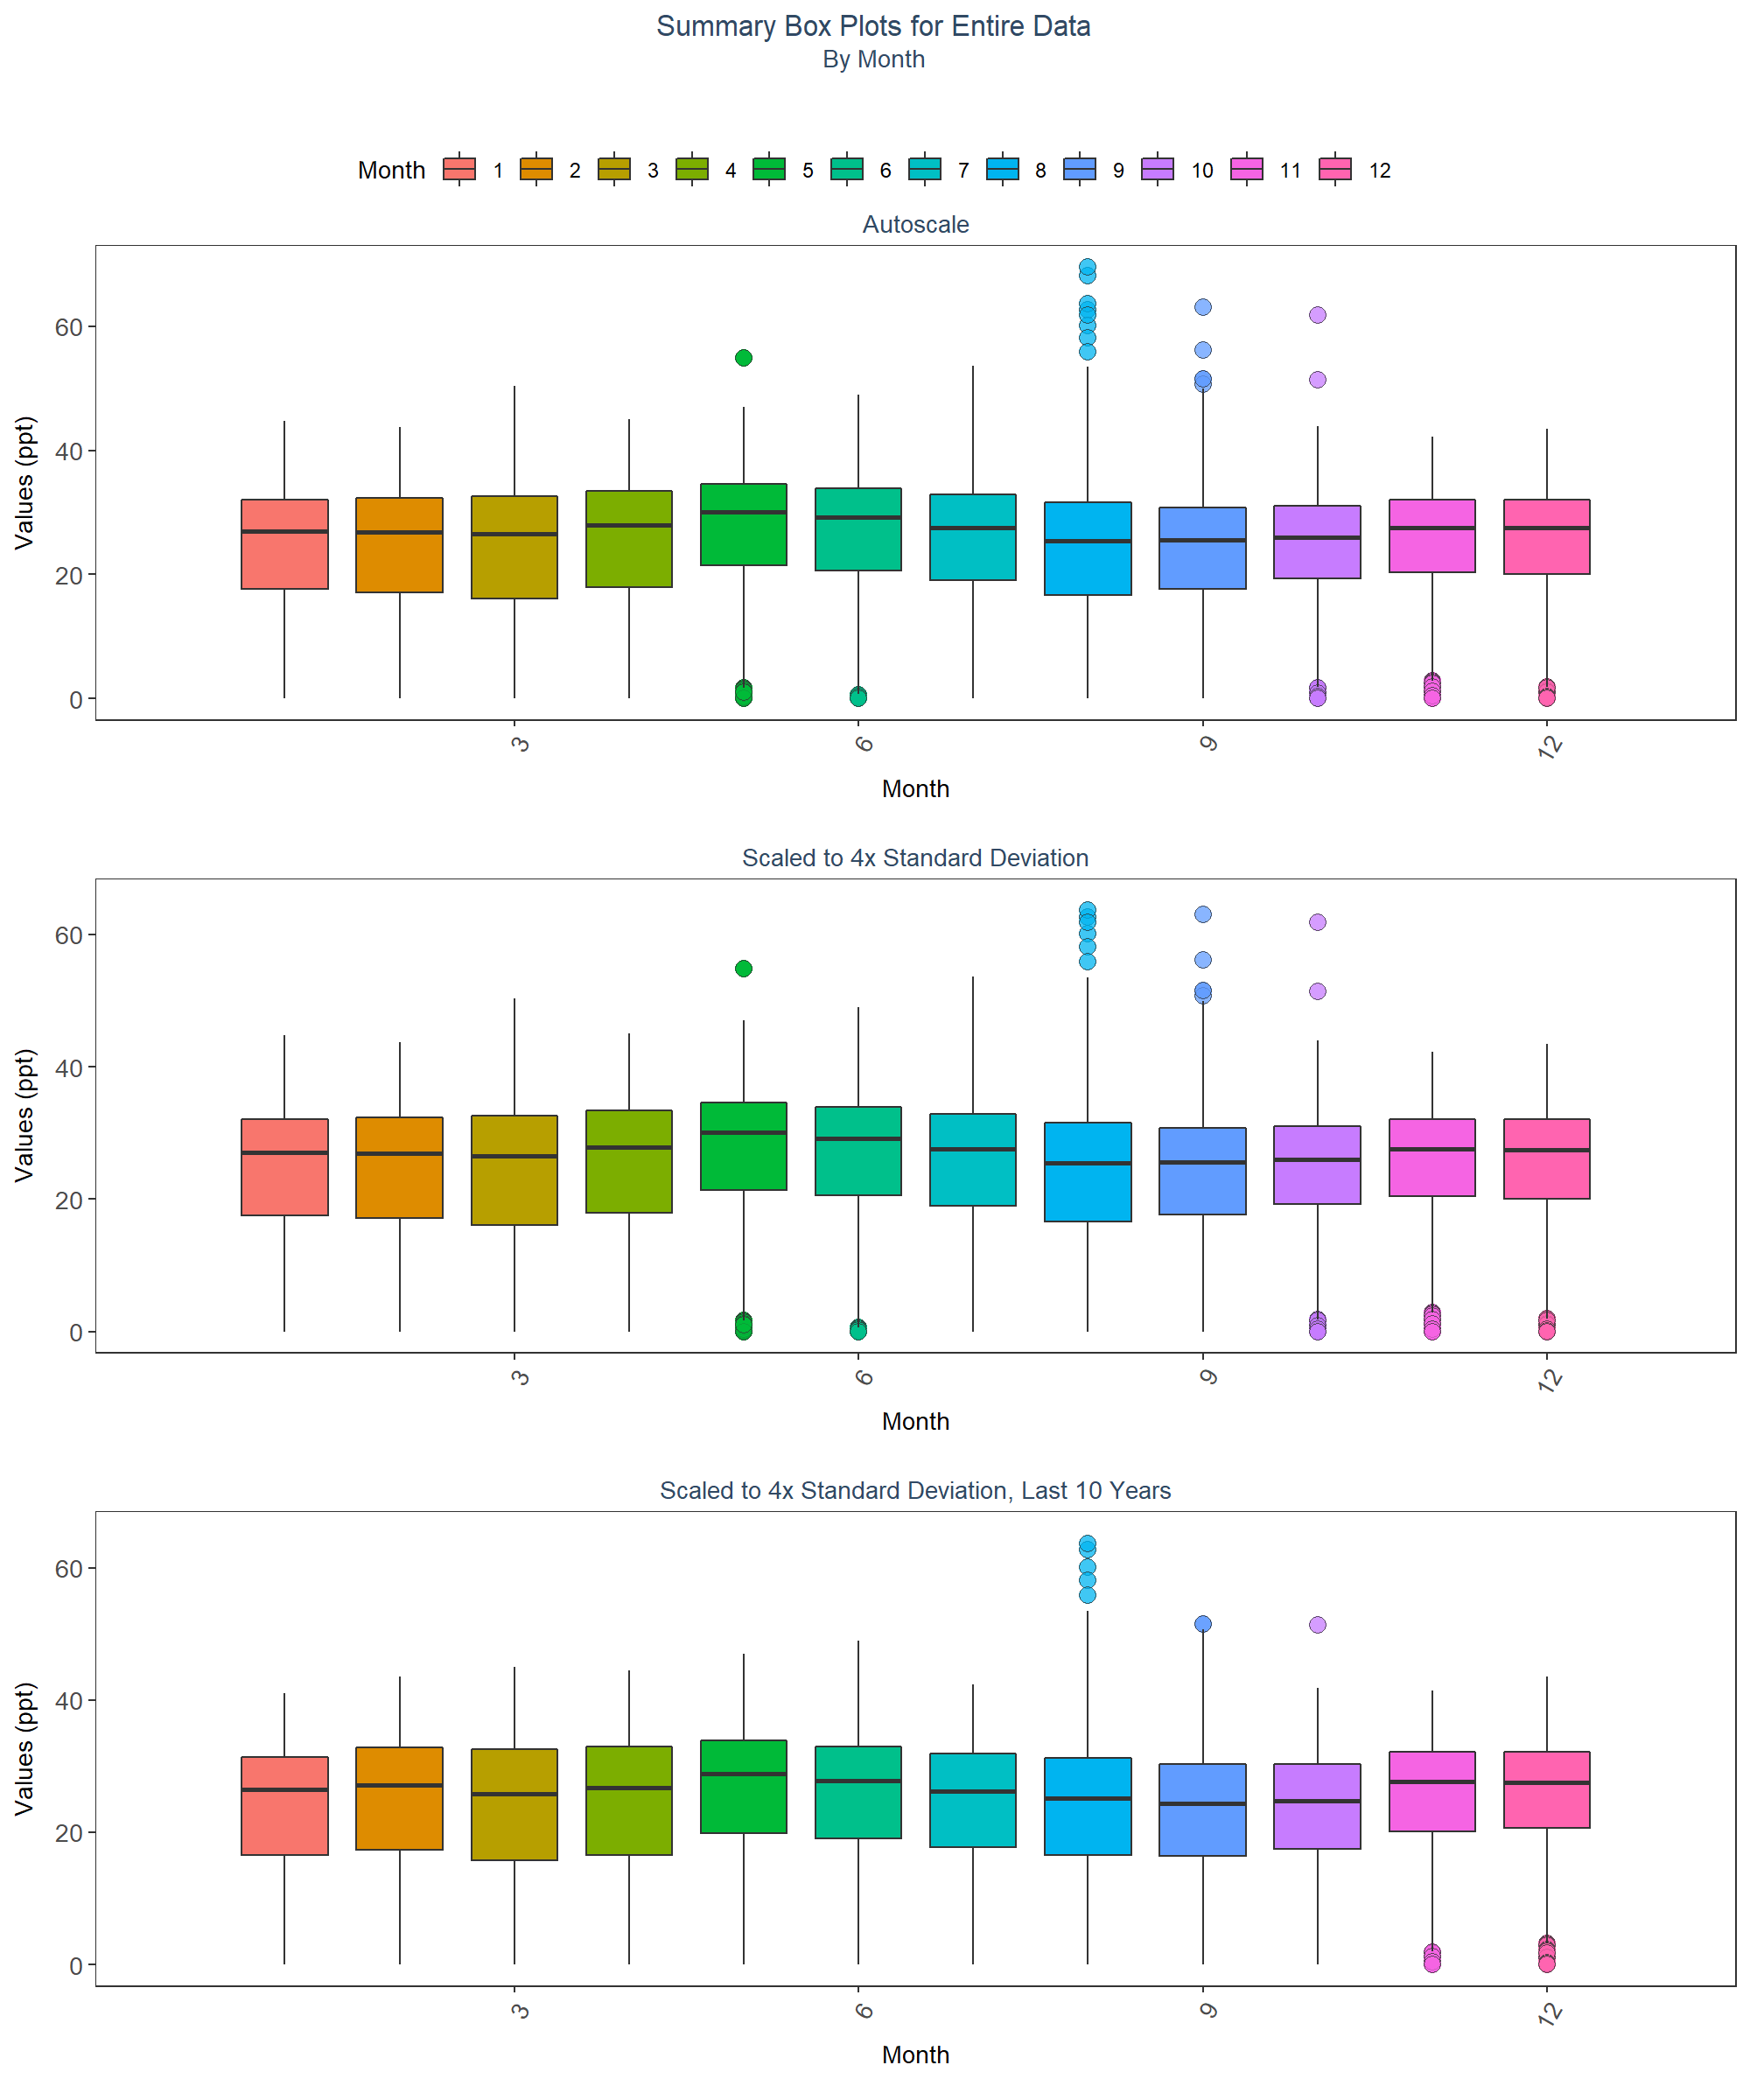 Summary Box Plots for Entire Data
By Month
Month 1 2 3 4 5 6 7 8 9 10 11 12
Autoscale
Values (ppt)
60
40
20
0
3 6 9 12
Month
Scaled to 4x Standard Deviation
Values (ppt)
60
40
20
0
3 6 9 12
Month
Scaled to 4x Standard Deviation, Last 10 Years
Values (ppt)
60
40
20
0
3 6 9 12
Month